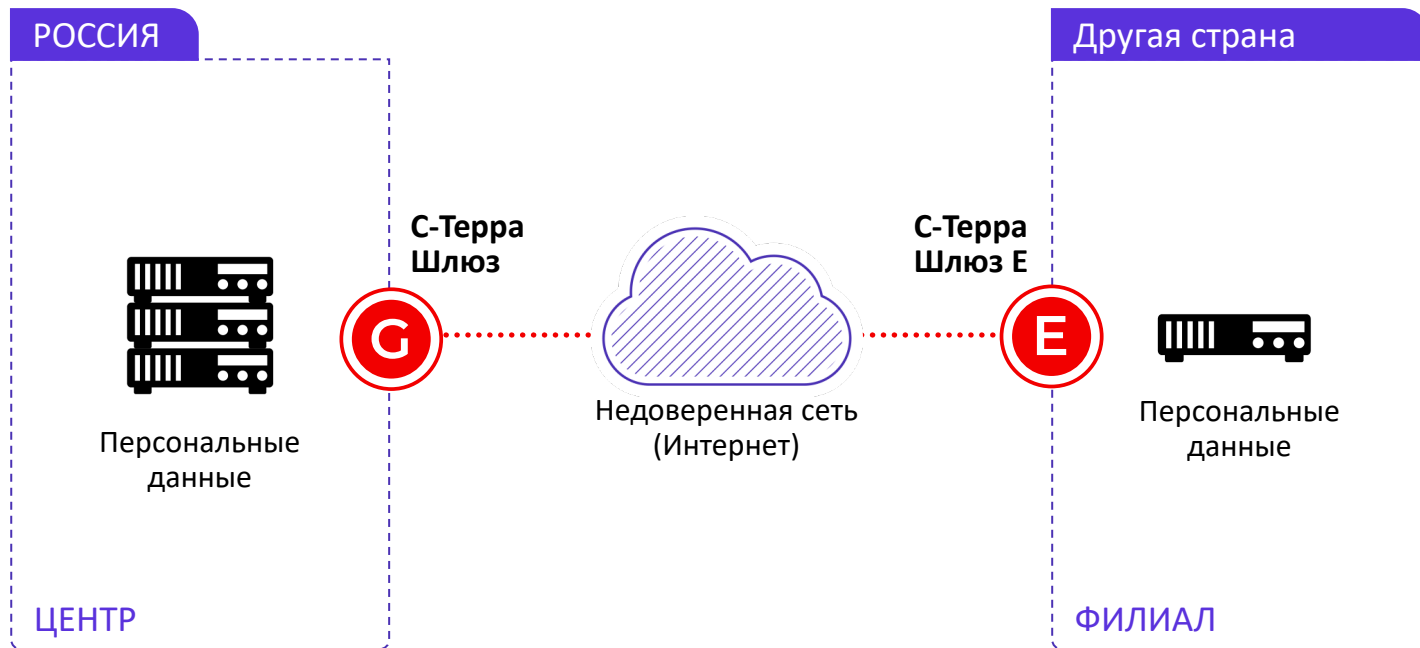 РОССИЯ
Другая страна
С-Терра
Шлюз
С-Терра
Шлюз Е
G
E
Недоверенная сеть
(Интернет)
Персональные
данные
Персональные
данные
ЦЕНТР
ФИЛИАЛ